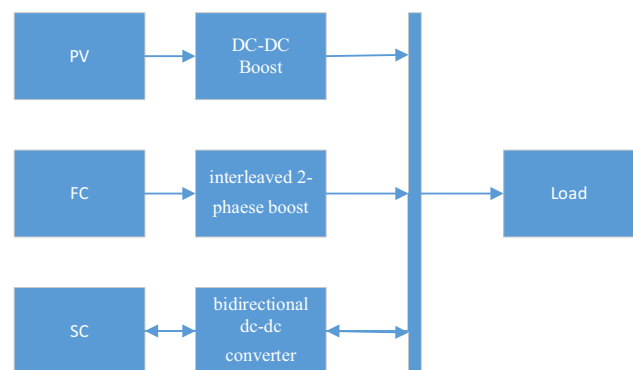 PV
DC-DC
Boost
FC
interleaved 2-
phaese boost
Load
SC
bidirectional
dc-dc
converter